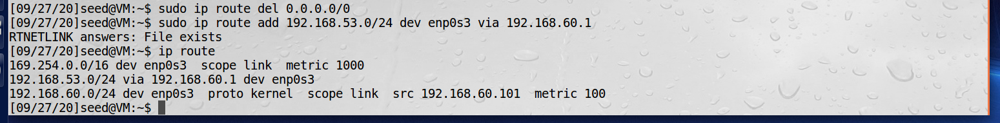 [09/27/20]seed@VM:~$ sudo ip route del 0.0.0.0/0
[09/27/20]seed@VM:~$ sudo ip route add 192.168.53.0/24 dev enp0s3 via 192.168.60.1
RTNETLINK answers: File exists
[09/27/20]seed@VM:~$ ip route
169.254.0.0/16 dev enp0s3  scope link  metric 1000
192.168.53.0/24 via 192.168.60.1 dev enp0s3
192.168.60.0/24 dev enp0s3  proto kernel  scope link  src 192.168.60.101  metric 100
[09/27/20]seed@VM:~$